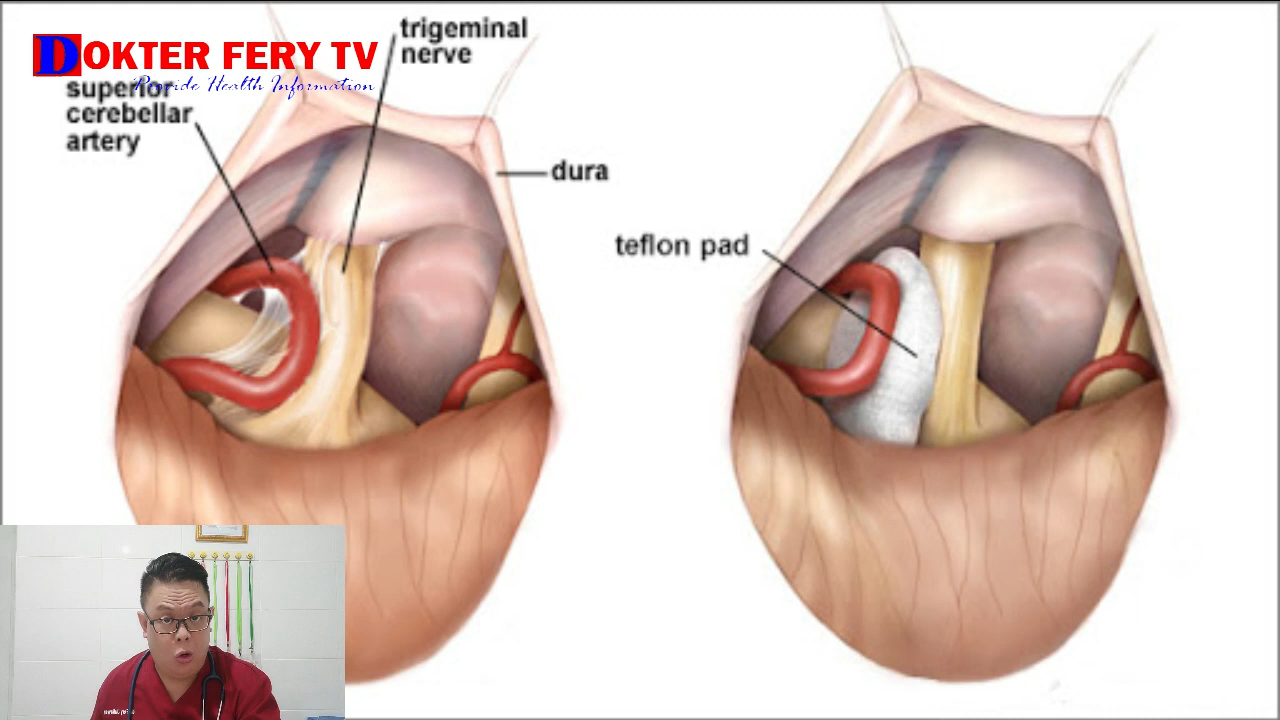 DOKTER FERY TV
Provide Health Information
superior
cerebellar
artery
trigeminal
nerve
dura
teflon pad